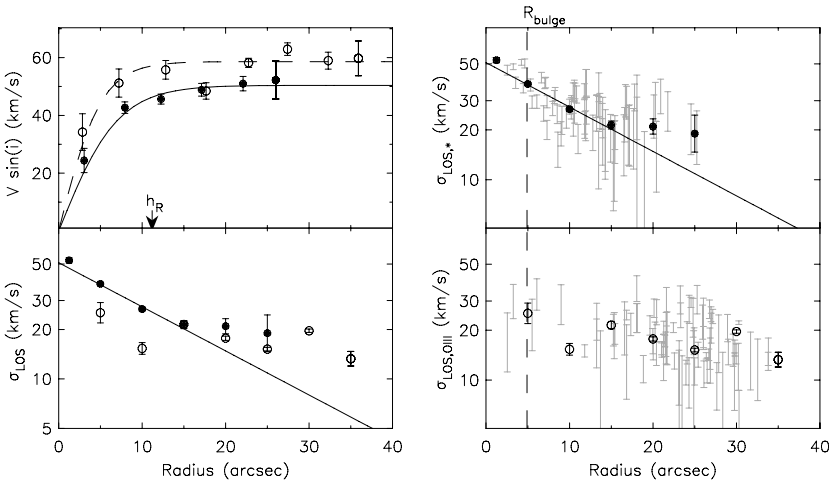 R_bulge
V sin(i) (km/s)
60
40
20
h_R
σ_LOS,* (km/s)
50
30
20
10
σ_LOS (km/s)
50
30
20
10
5
0 10 20 30 40
Radius (arcsec)
σ_LOS,OIII (km/s)
50
30
20
10
0 10 20 30 40
Radius (arcsec)